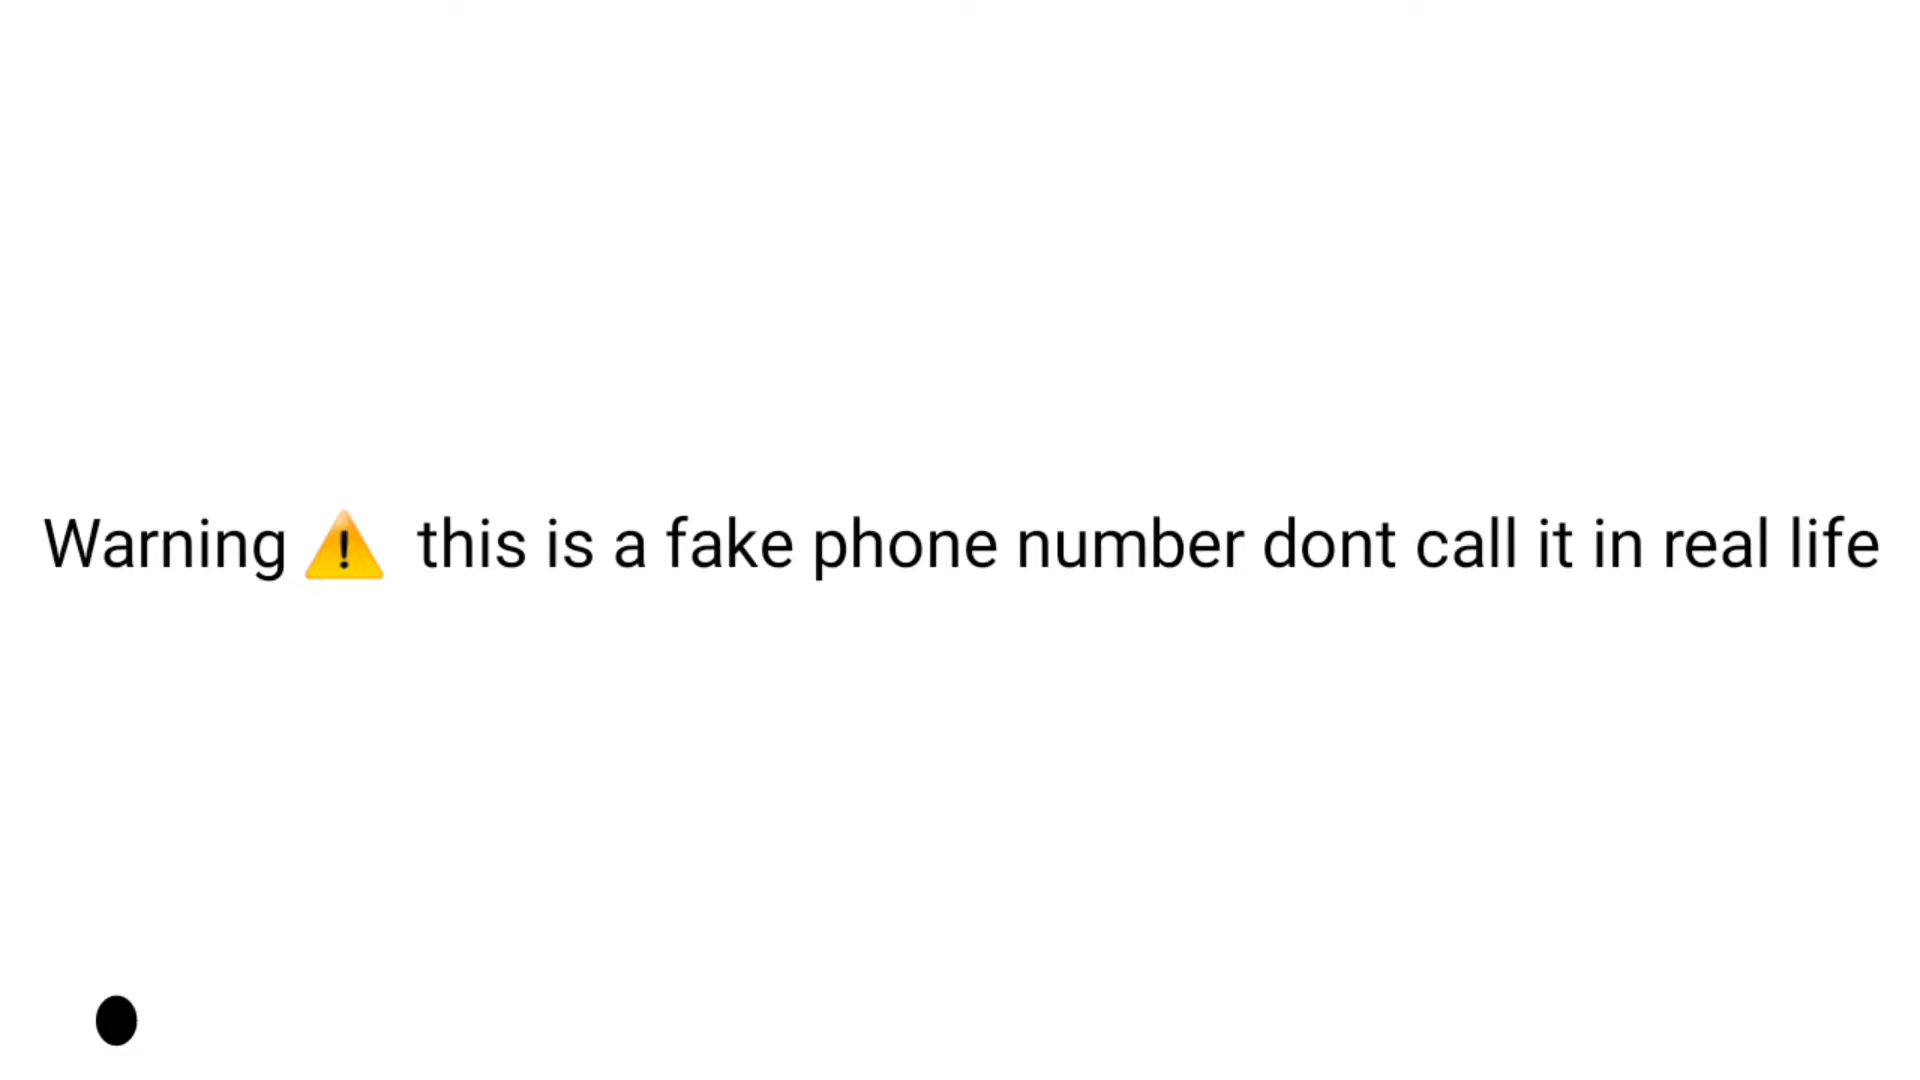 Warning ⚠️ this is a fake phone number dont call it in real life